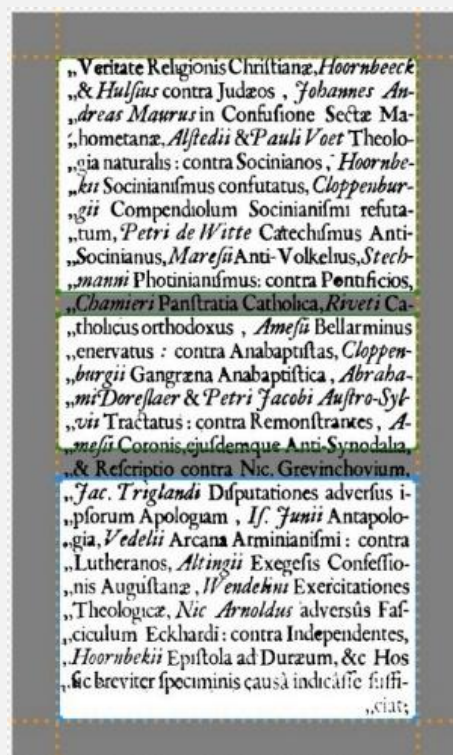 „Veritate Religionis Chriſtianæ, Hoornbeeck
„& Hulſius contra Judæos , Johannes An-
„dreas Maurus in Confuſione Sectæ Ma-
„hometanæ, Alſtedii & Pauli Voet Theolo-
„gia naturalis : contra Socinianos , Hoornbe-
„kii Socinianiſmus confutatus, Cloppenbur-
„gii Compendiolum Socinianiſmi refuta-
„tum, Petri de Witte Catechiſmus Anti-
„Socinianus, Mareſii Anti-Volkelius, Stech-
„manni Photinianiſmus: contra Pontificios,
„Chamieri Panſtratia Catholica, Riveti Ca-
„tholicus orthodoxus , Ameſii Bellarminus
„enervatus : contra Anabaptiſtas, Cloppen-
„burgii Gangræna Anabaptiſtica , Abraha-
„mi Doreſlaer & Petri Jacobi Auſtro-Syl-
„vii Tractatus : contra Remonſtrantes, A-
„meſii Coronis, ejuſdemque Anti-Synodalia,
„& Reſcriptio contra Nic. Grevinchovium,
„Jac. Triglandi Diſputationes adverſus i-
„pſorum Apologiam , Iſ. Junii Antapolo-
„gia, Vedelii Arcana Arminianiſmi : contra
„Lutheranos, Altingii Exegeſis Confeſſio-
„nis Auguſtanæ, Wendelini Exercitationes
„Theologicæ, Nic Arnoldus adverſûs Faſ-
„ciculum Eckhardi : contra Independentes,
„Hoornbekii Epiſtola ad Duræum, &c Hos
„ſic breviter ſpeciminis causâ indicâſſe ſuffi-
„ciat;